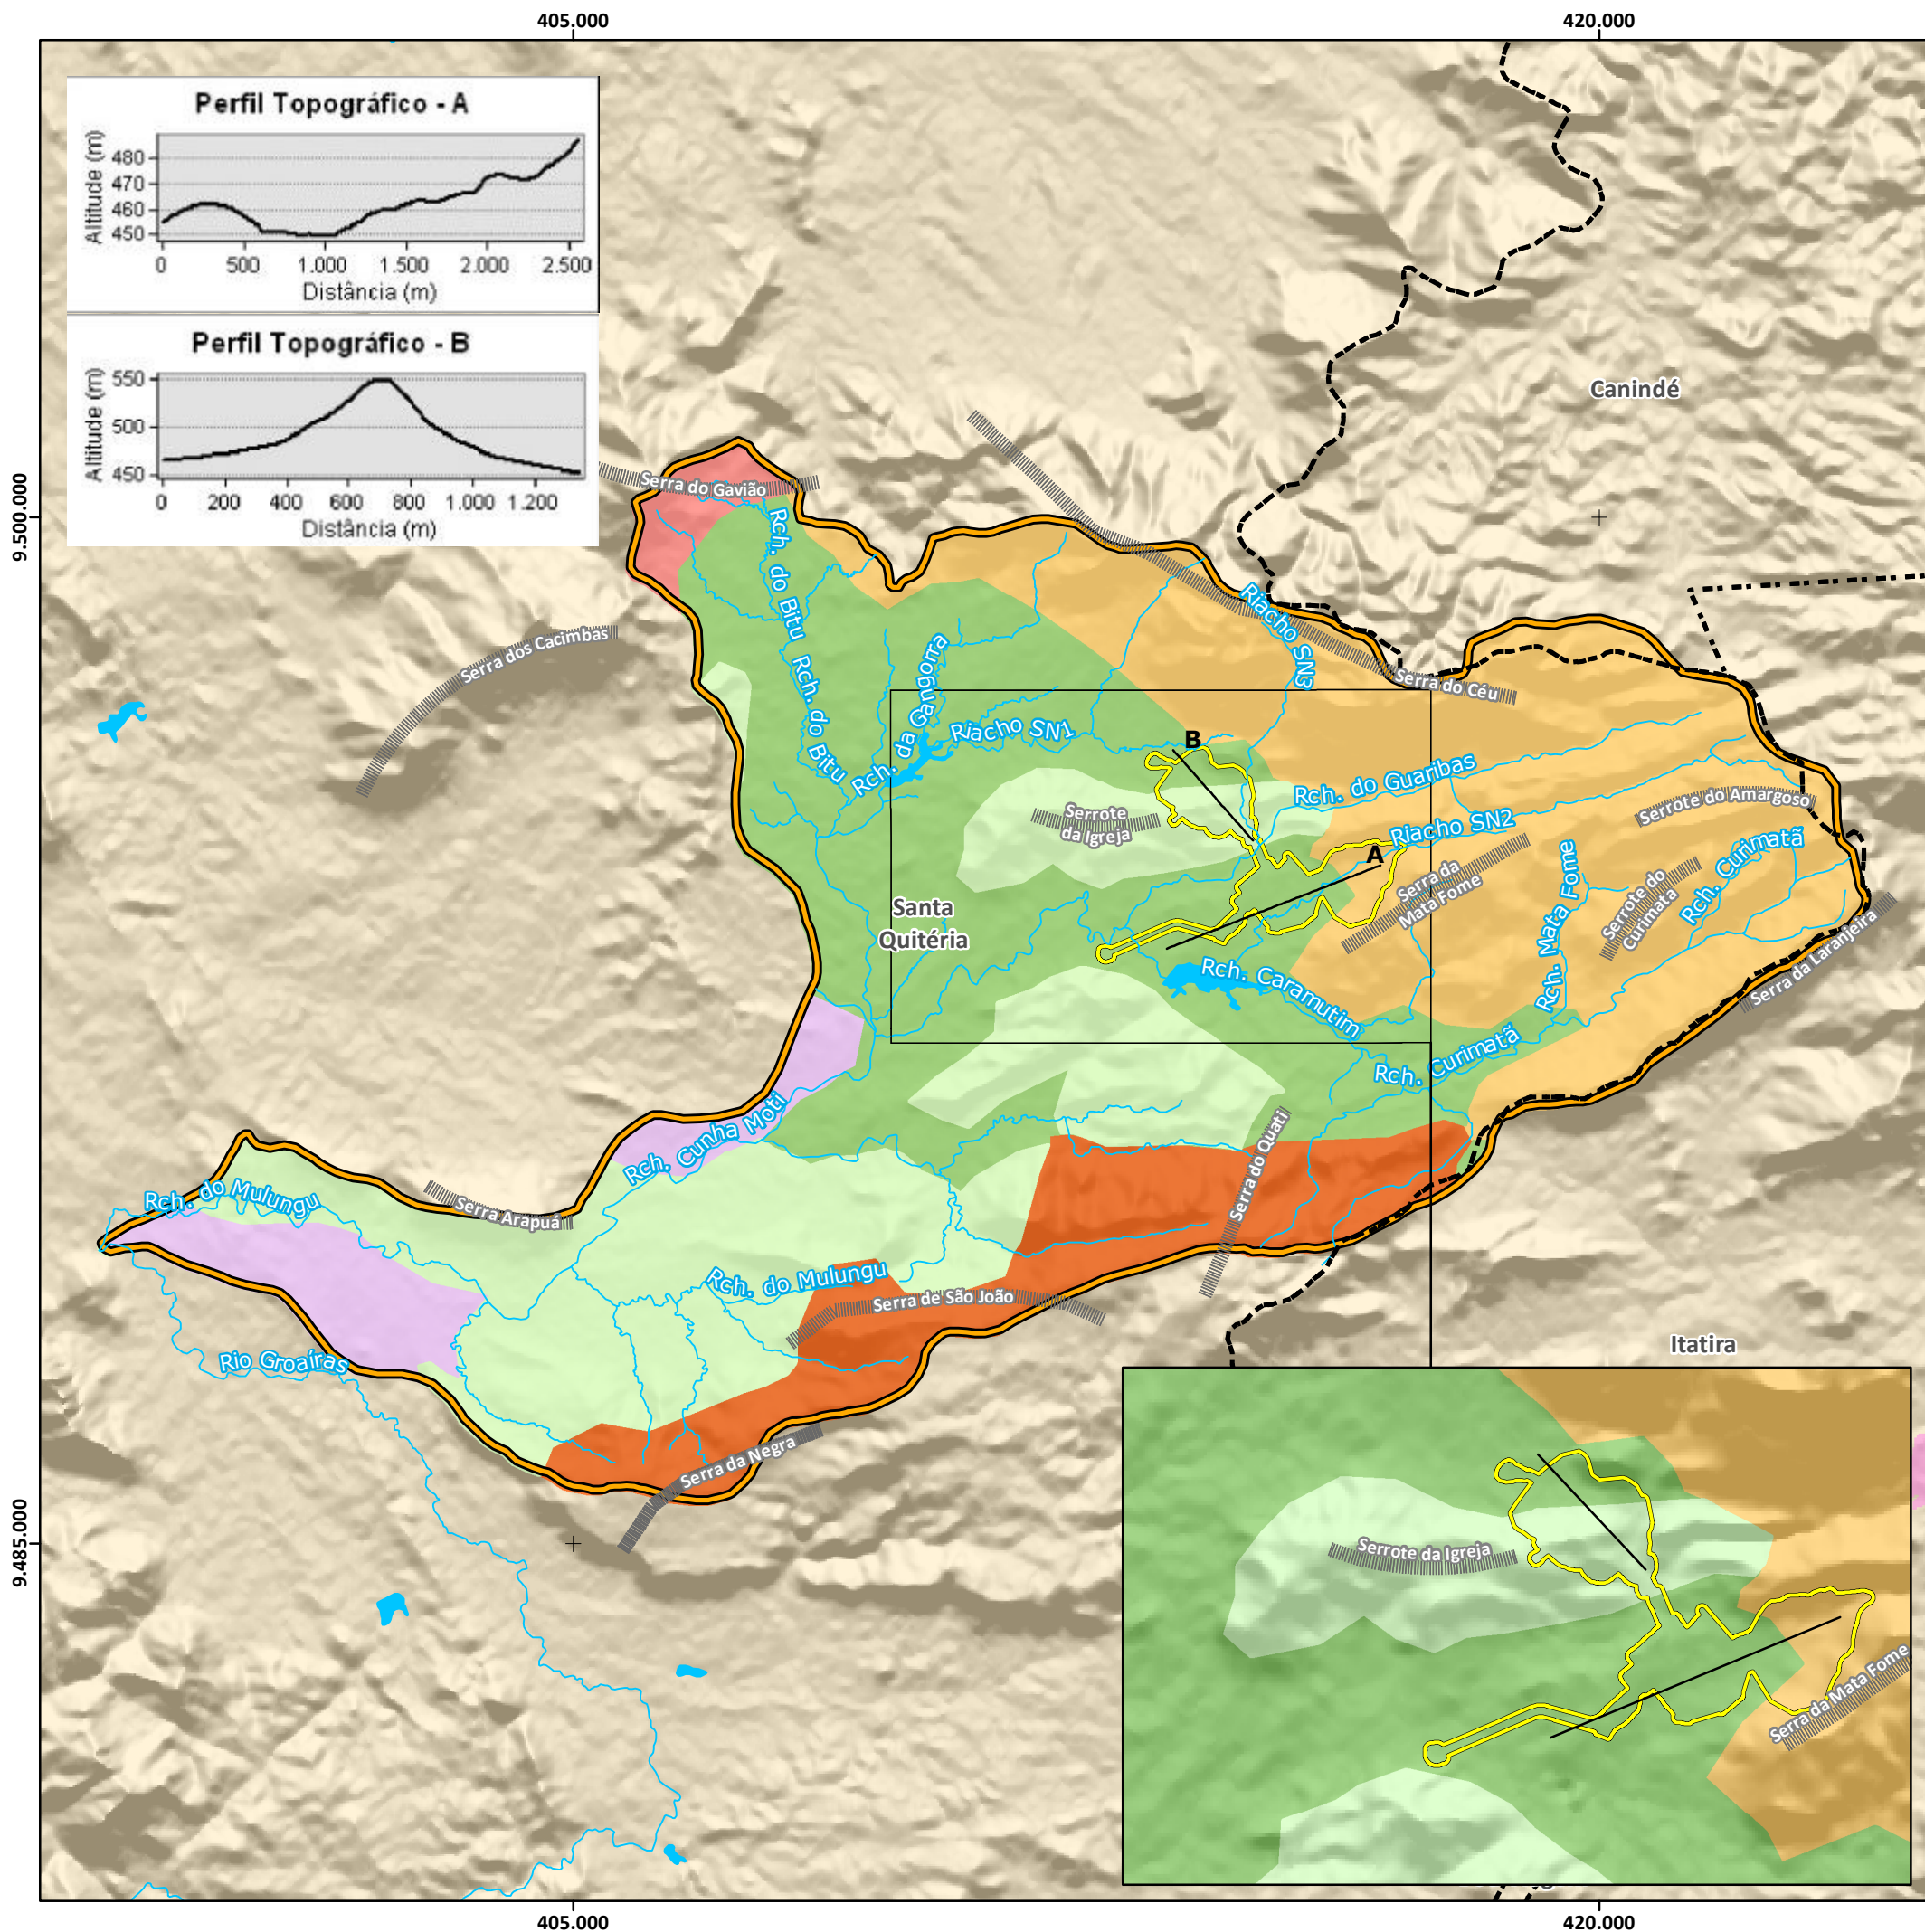 405.000
420.000
Perfil Topográfico - A
Altitude (m)
480
470
460
450
0 500 1.000 1.500 2.000 2.500
Distância (m)
Perfil Topográfico - B
Altitude (m)
550
500
450
0 200 400 600 800 1.000 1.200
Distância (m)
Canindé
9.500.000
Serra do Gavião
Rch. do Bitu
Riacho SN3
Serra dos Cacimbas
Rch. do Bitu
Rch. da Gangorra
Serra do Céu
Riacho SN1
B
Rch. do Guaribas
Serrote do Amargoso
Serrote
da Igreja
Riacho SN2
A
Rch. Curimatã
Rch. Mata Fome
Serra da
Mata Fome
Serrote do
Curimata
Santa
Quitéria
Serra da Laranjeira
Rch. Caramutim
Rch. Curimatã
Rch. Cunha Moti
Serra do Quati
Rch. do Mulungu
Serra Arapuá
Rch. do Mulungu
Serra de São João
Itatira
Rio Groaíras
Serra da Negra
9.485.000
Serrote da Igreja
Serra da Mata Fome
405.000
420.000